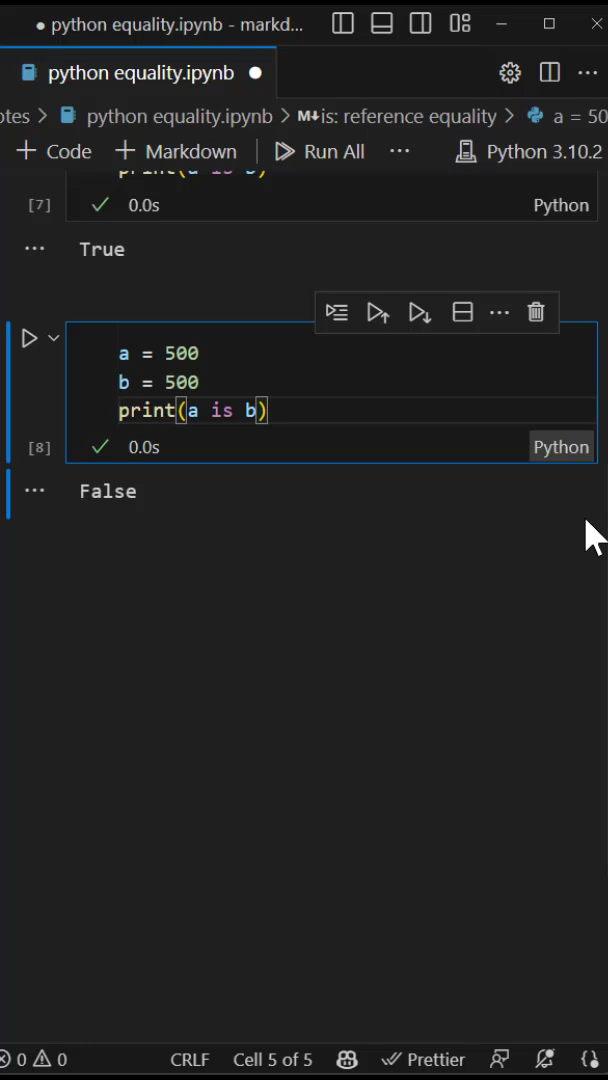 ● python equality.ipynb - markd...
python equality.ipynb ●
otes > python equality.ipynb > M↓is: reference equality > a = 50
+ Code + Markdown | Run All ... Python 3.10.2
print(a is b)
[7] ✓ 0.0s Python
... True
a = 500
b = 500
print(a is b)
[8] ✓ 0.0s Python
... False
0 0 CRLF Cell 5 of 5 Prettier